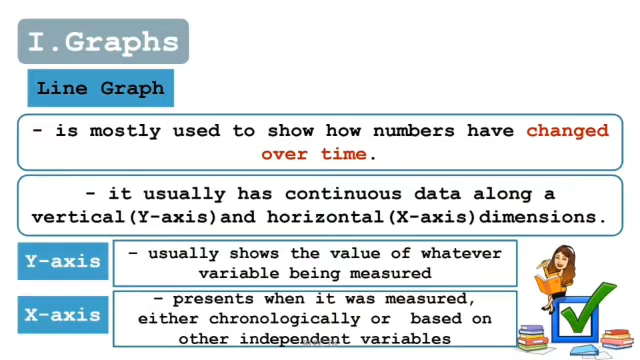 I.Graphs
Line Graph
- is mostly used to show how numbers have changed
over time.
- it usually has continuous data along a
vertical(Y-axis)and horizontal(X-axis)dimensions.
Y-axis
– usually shows the value of whatever
variable being measured
X-axis
– presents when it was measured,
either chronologically or based on
other independent variables